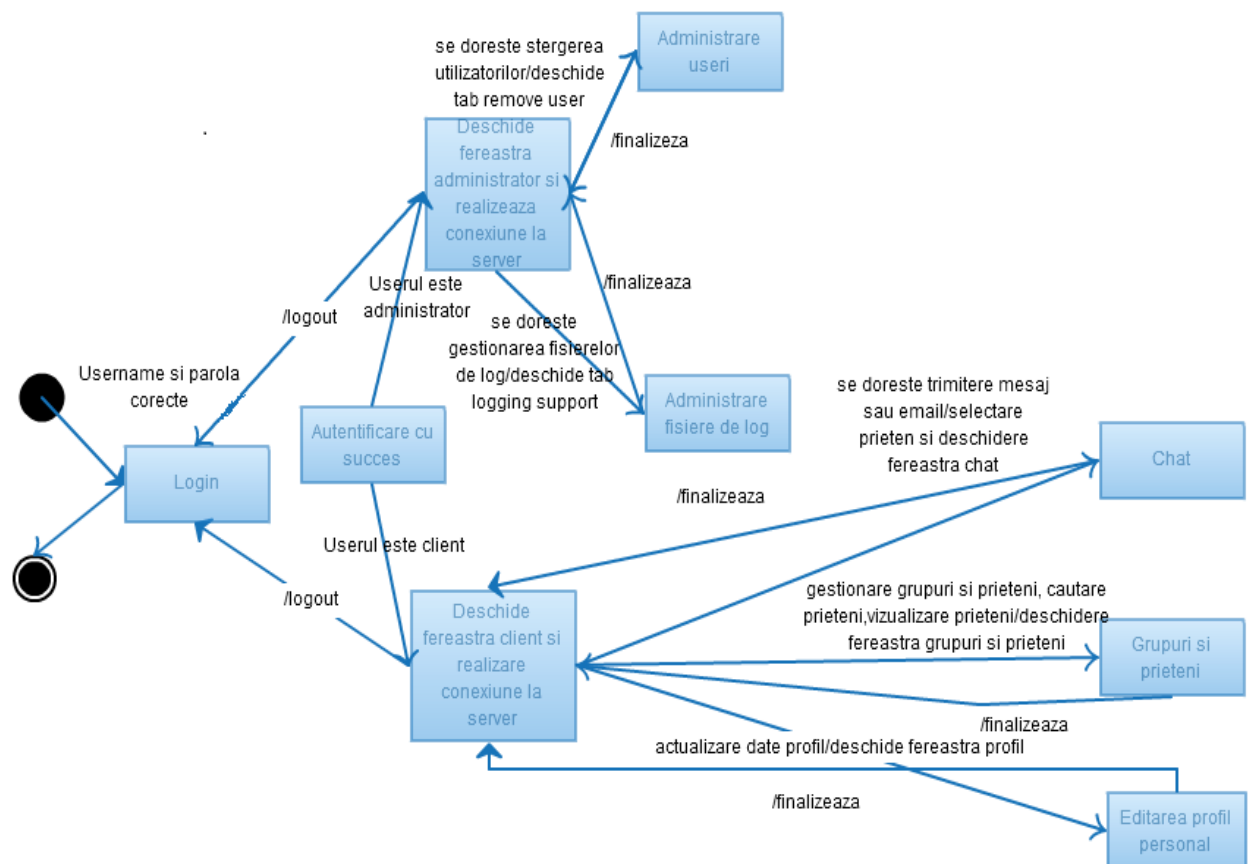 se doreste stergerea
utilizatorilor/deschide
tab remove user
Administrare
useri
Deschide
fereastra
administrator si
realizeaza
conexiune la
server
/finalizeza
/finalizeaza
Userul este
administrator
/logout
se doreste
gestionarea fisierelor
de log/deschide tab
logging support
Username si parola
corecte
Administrare
fisiere de log
Autentificare cu
succes
Login
se doreste trimitere mesaj
sau email/selectare
prieten si deschidere
fereastra chat
Chat
/finalizeaza
Userul este client
/logout
Deschide
fereastra client si
realizare
conexiune la
server
gestionare grupuri si prieteni, cautare
prieteni,vizualizare prieteni/deschidere
fereastra grupuri si prieteni
Grupuri si
prieteni
/finalizeaza
actualizare date profil/deschide fereastra profil
/finalizeaza
Editarea profil
personal